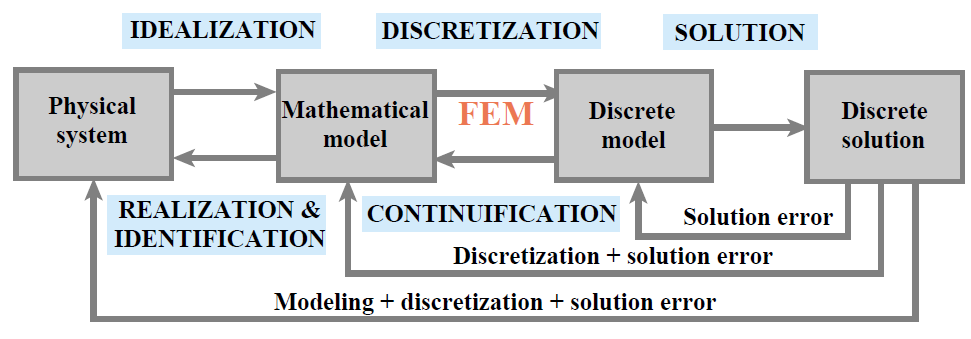 IDEALIZATION
DISCRETIZATION
SOLUTION
Physical
system
Mathematical
model
FEM
Discrete
model
Discrete
solution
REALIZATION &
IDENTIFICATION
CONTINUIFICATION
Solution error
Discretization + solution error
Modeling + discretization + solution error